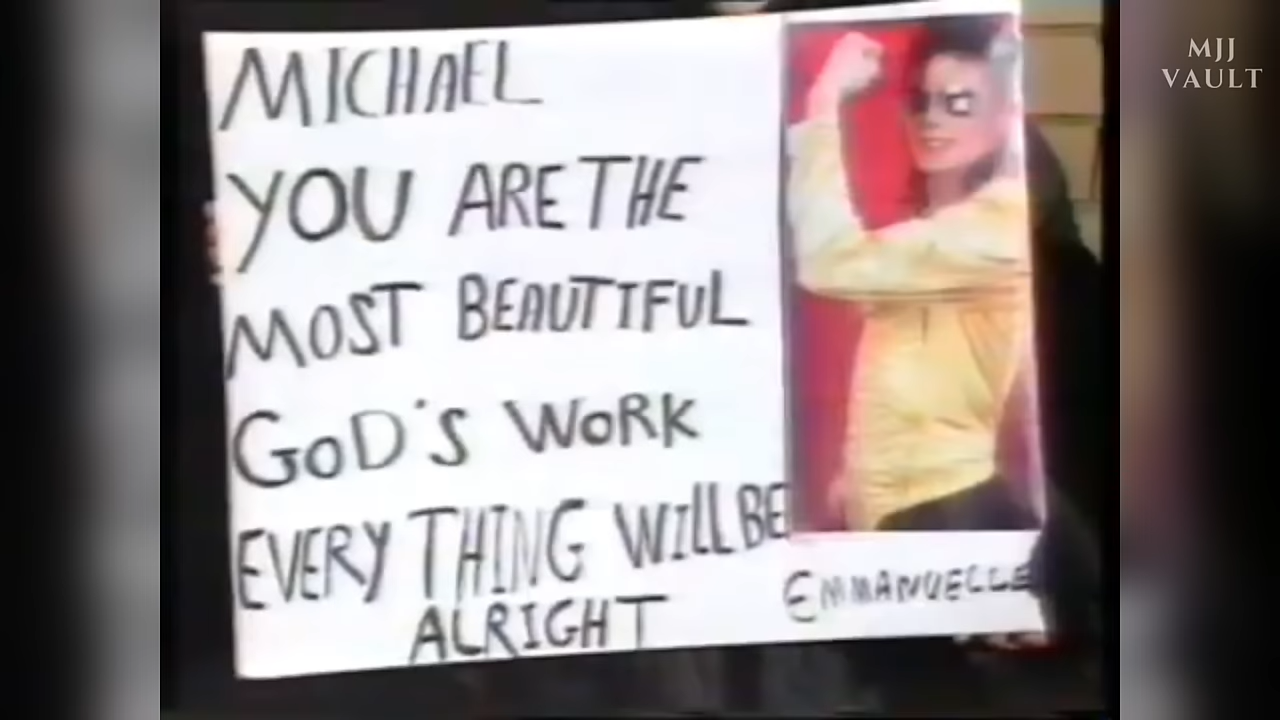 MICHAEL
YOU ARE THE
MOST BEAUTIFUL
GOD'S WORK
EVERY THING WILL BE
ALRIGHT
EMMANUELLE
MJJ
VAULT